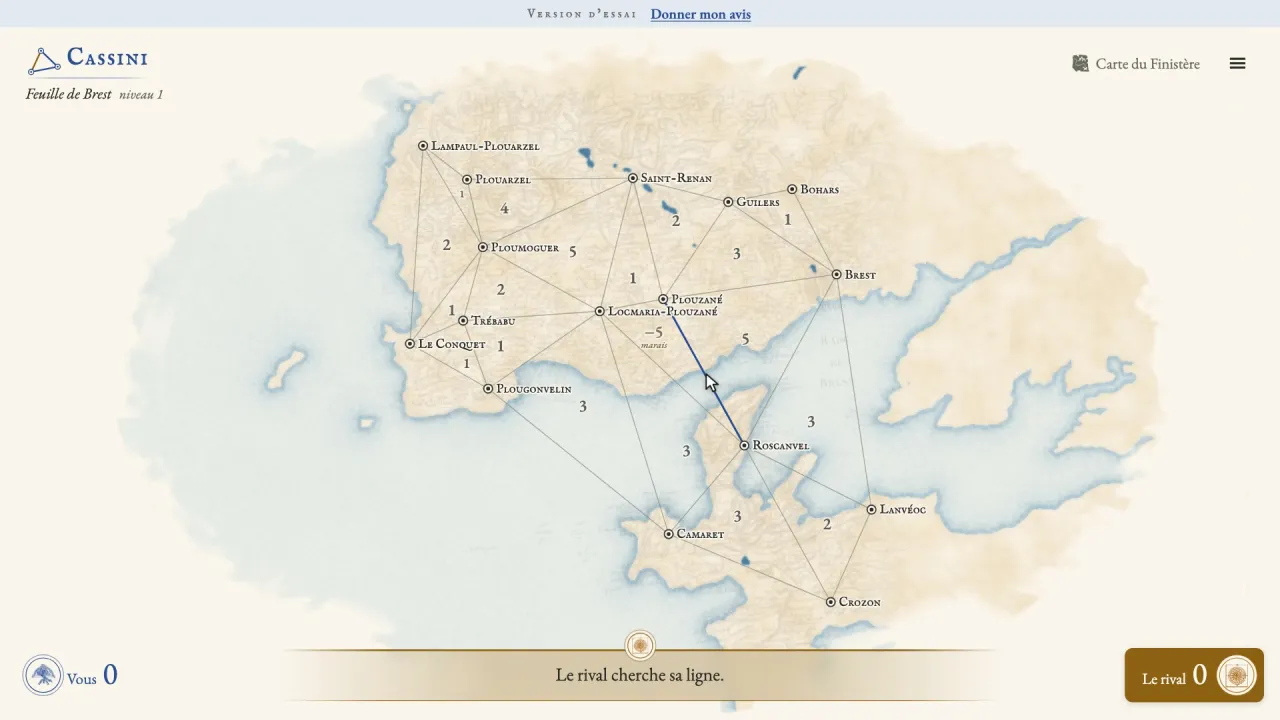 Version d'essai Donner mon avis
Cassini
Carte du Finistère
Feuille de Brest niveau 1
Lampaul-Plouarzel
Plouarzel
Saint-Renan
Bohars
1
Guilers
4
2
1
2
Ploumoguer
5
3
Brest
1
2
Plouzané
1
Locmaria-Plouzané
Trébabu
−5
marais
5
Le Conquet
1
1
Plougonvelin
3
3
Roscanvel
3
Lanvéoc
3
2
Camaret
Crozon
Le rival cherche sa ligne.
Vous 0
Le rival 0